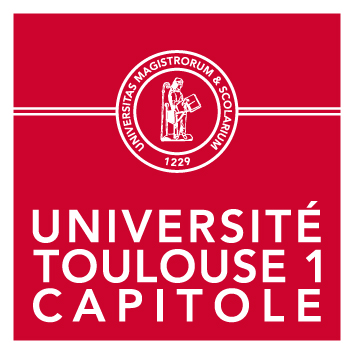 UNIVERSITAS MAGISTRORUM & SCOLARIUM
1229
UNIVERSITÉ
TOULOUSE 1
CAPITOLE